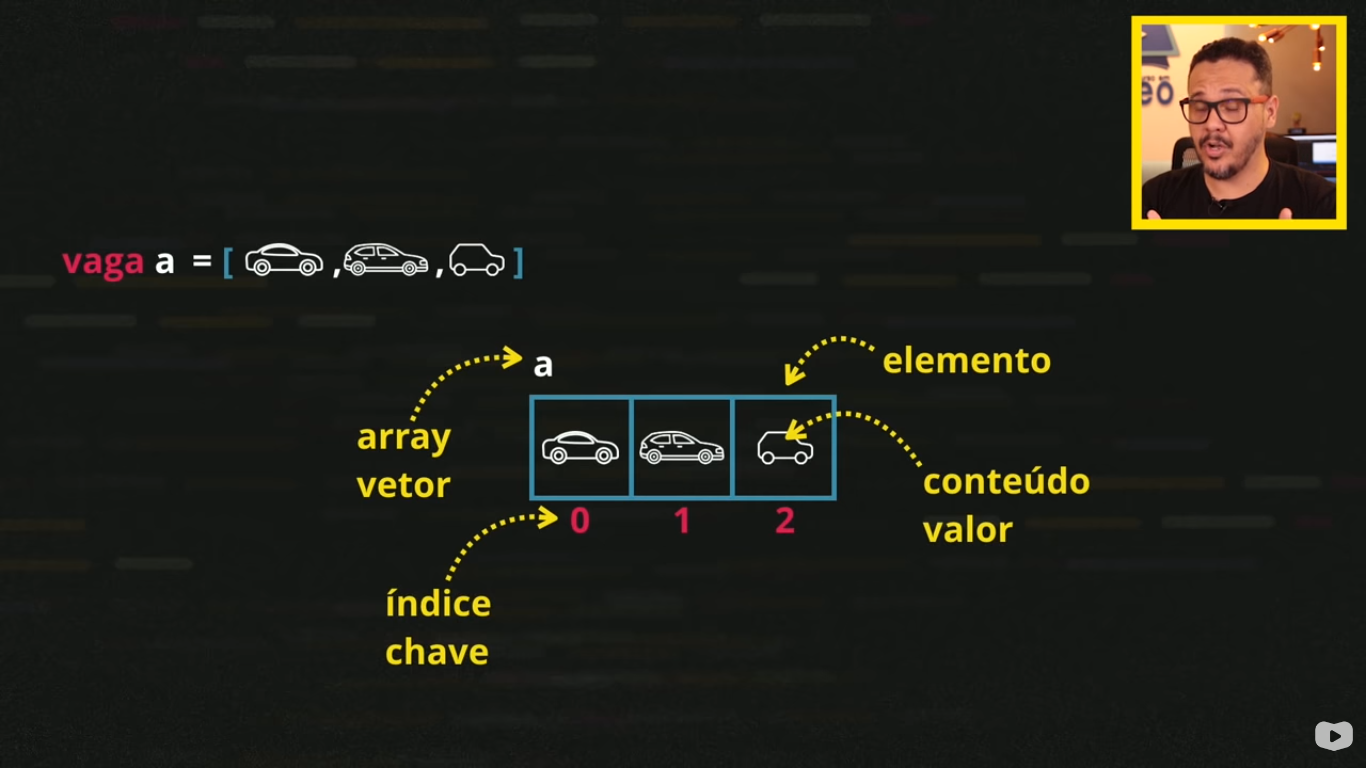 vaga a = [ , , ]
a
elemento
array
vetor
conteúdo
valor
0 1 2
índice
chave